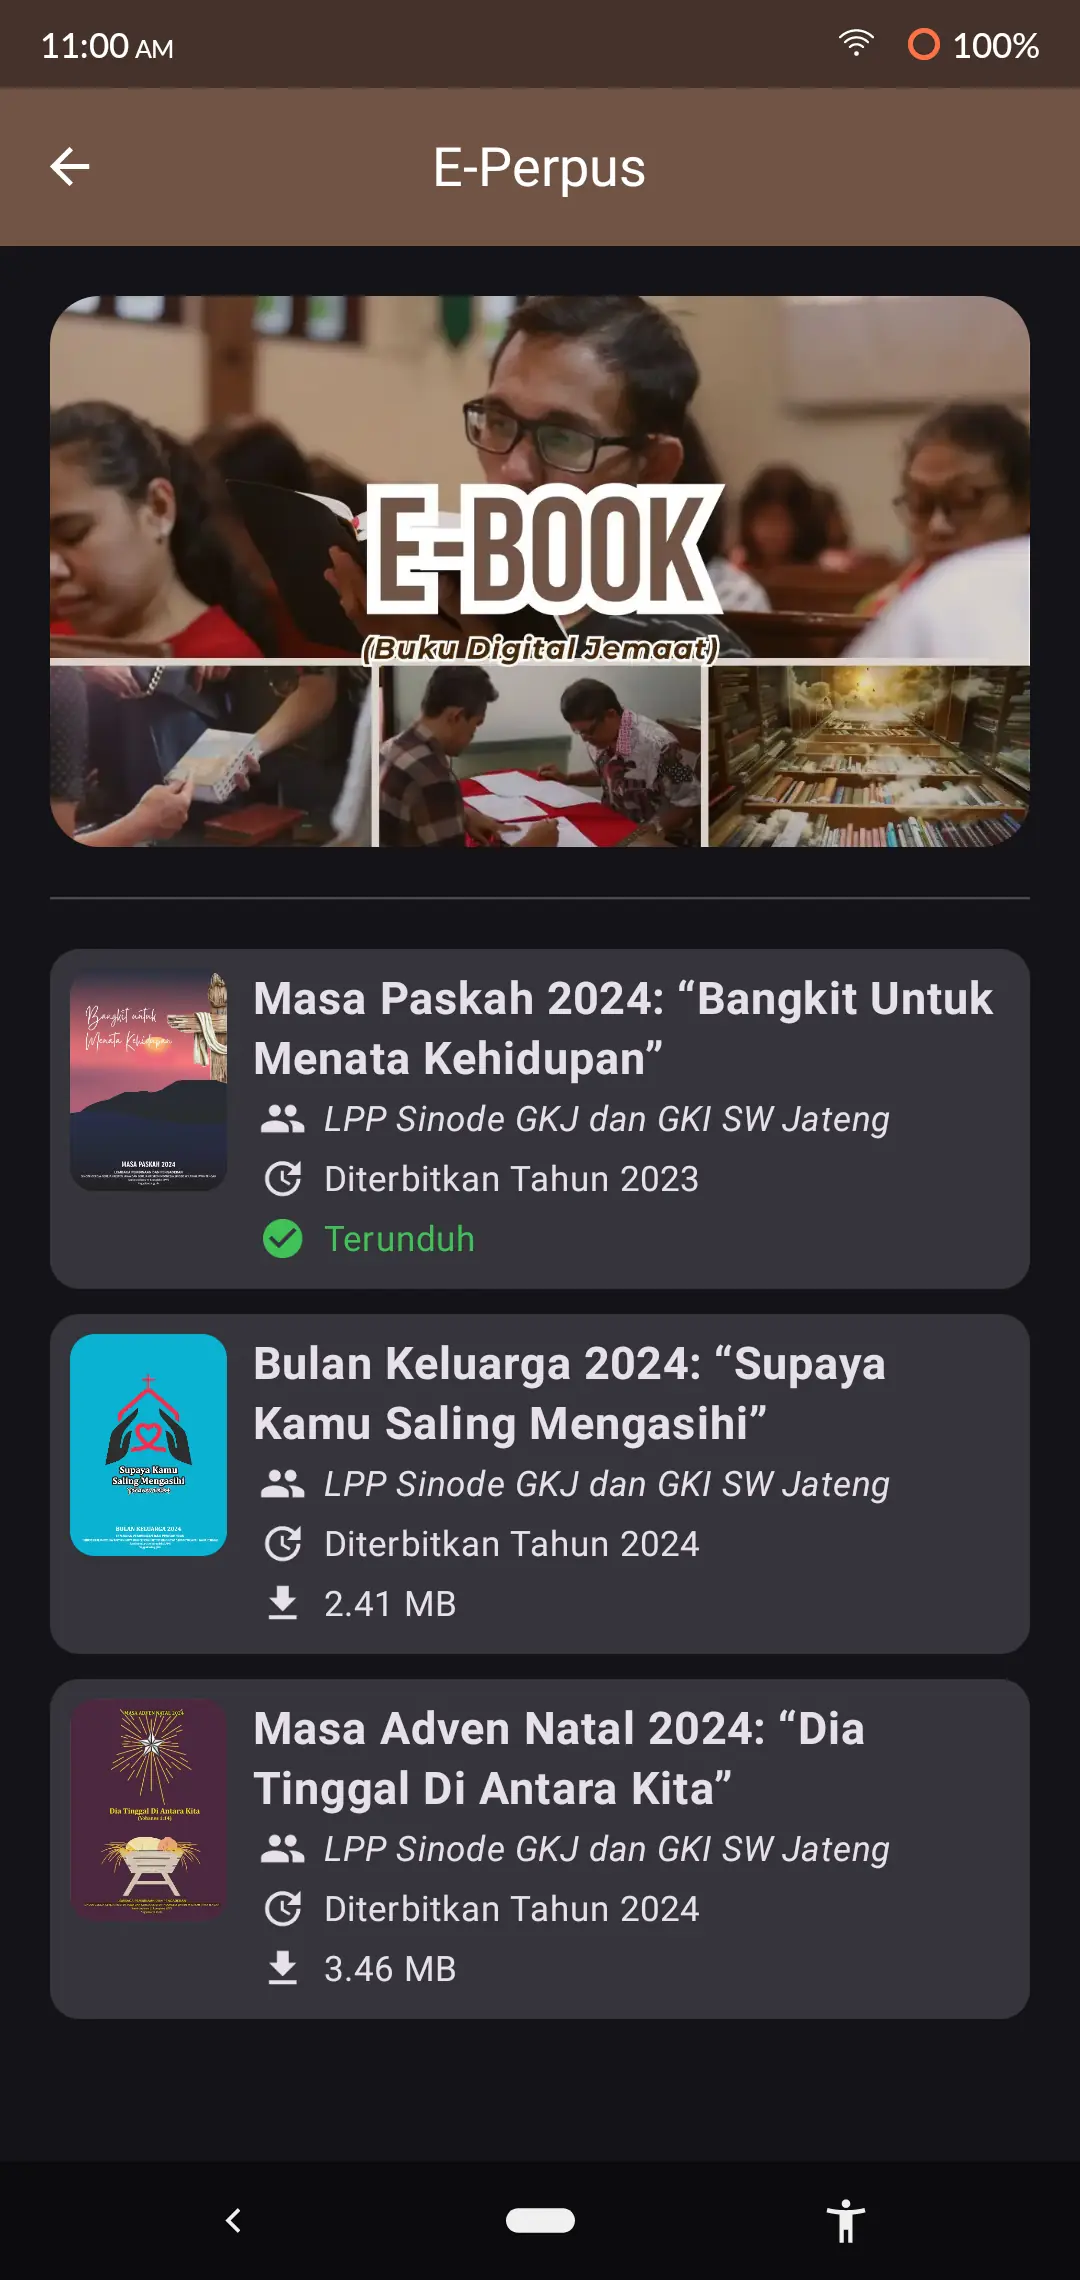 11:00 AM
100%
E-Perpus
E-BOOK
(Buku Digital Jemaat)
Bangkit untuk
Menata Kehidupan
MASA PASKAH 2024
Masa Paskah 2024: “Bangkit Untuk
Menata Kehidupan”
LPP Sinode GKJ dan GKI SW Jateng
Diterbitkan Tahun 2023
Terunduh
Supaya Kamu
Saling Mengasihi
BULAN KELUARGA 2024
Bulan Keluarga 2024: “Supaya
Kamu Saling Mengasihi”
LPP Sinode GKJ dan GKI SW Jateng
Diterbitkan Tahun 2024
2.41 MB
MASA ADVEN NATAL 2024
Dia Tinggal Di Antara Kita
(Yohanes 1:14)
Masa Adven Natal 2024: “Dia
Tinggal Di Antara Kita”
LPP Sinode GKJ dan GKI SW Jateng
Diterbitkan Tahun 2024
3.46 MB